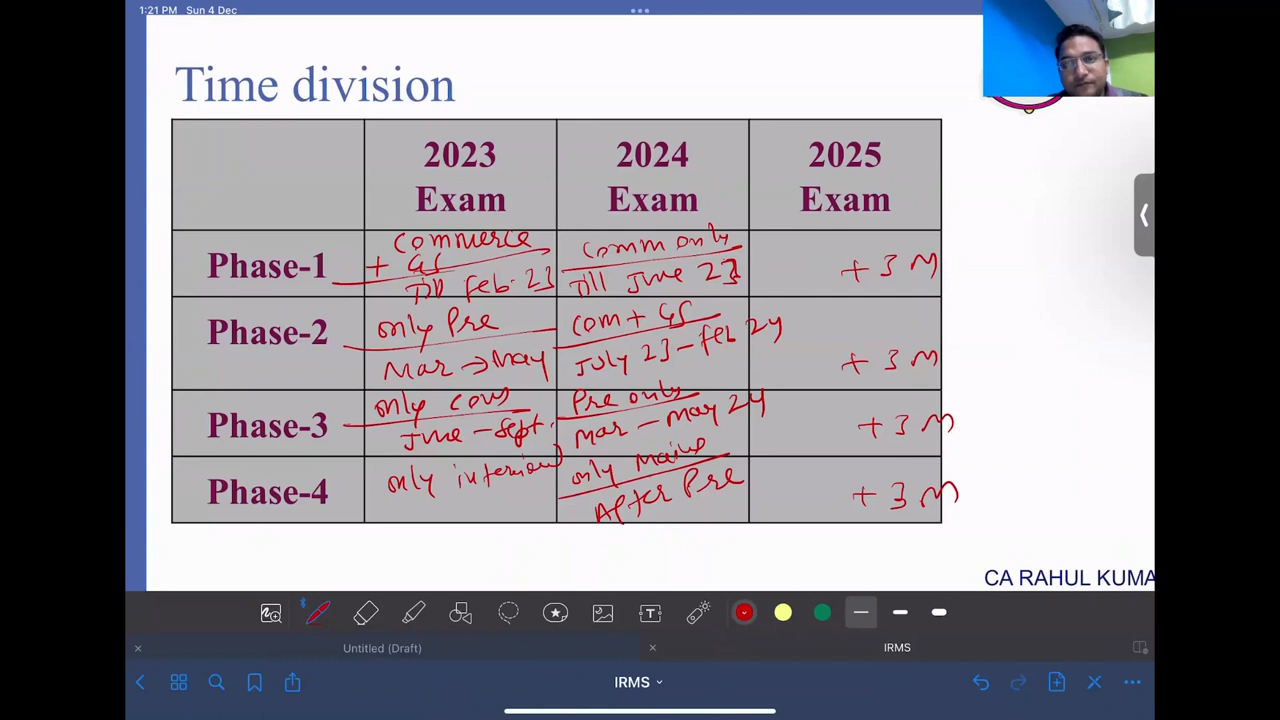 1:21 PM Sun 4 Dec
Time division
2023 Exam
2024 Exam
2025 Exam
Phase-1
Commerce + GS
Till Feb. 23
Comm only
Till June 23
+ 3 M
Phase-2
only Pre
Mar → May
Com + GS
July 23 - Feb 24
+ 3 M
Phase-3
only
June - Sept.
Pre only
Mar - May 24
+ 3 M
Phase-4
only interview
only Mains
After Pre
+ 3 M
CA RAHUL KUMA
T
Untitled (Draft)
IRMS
IRMS